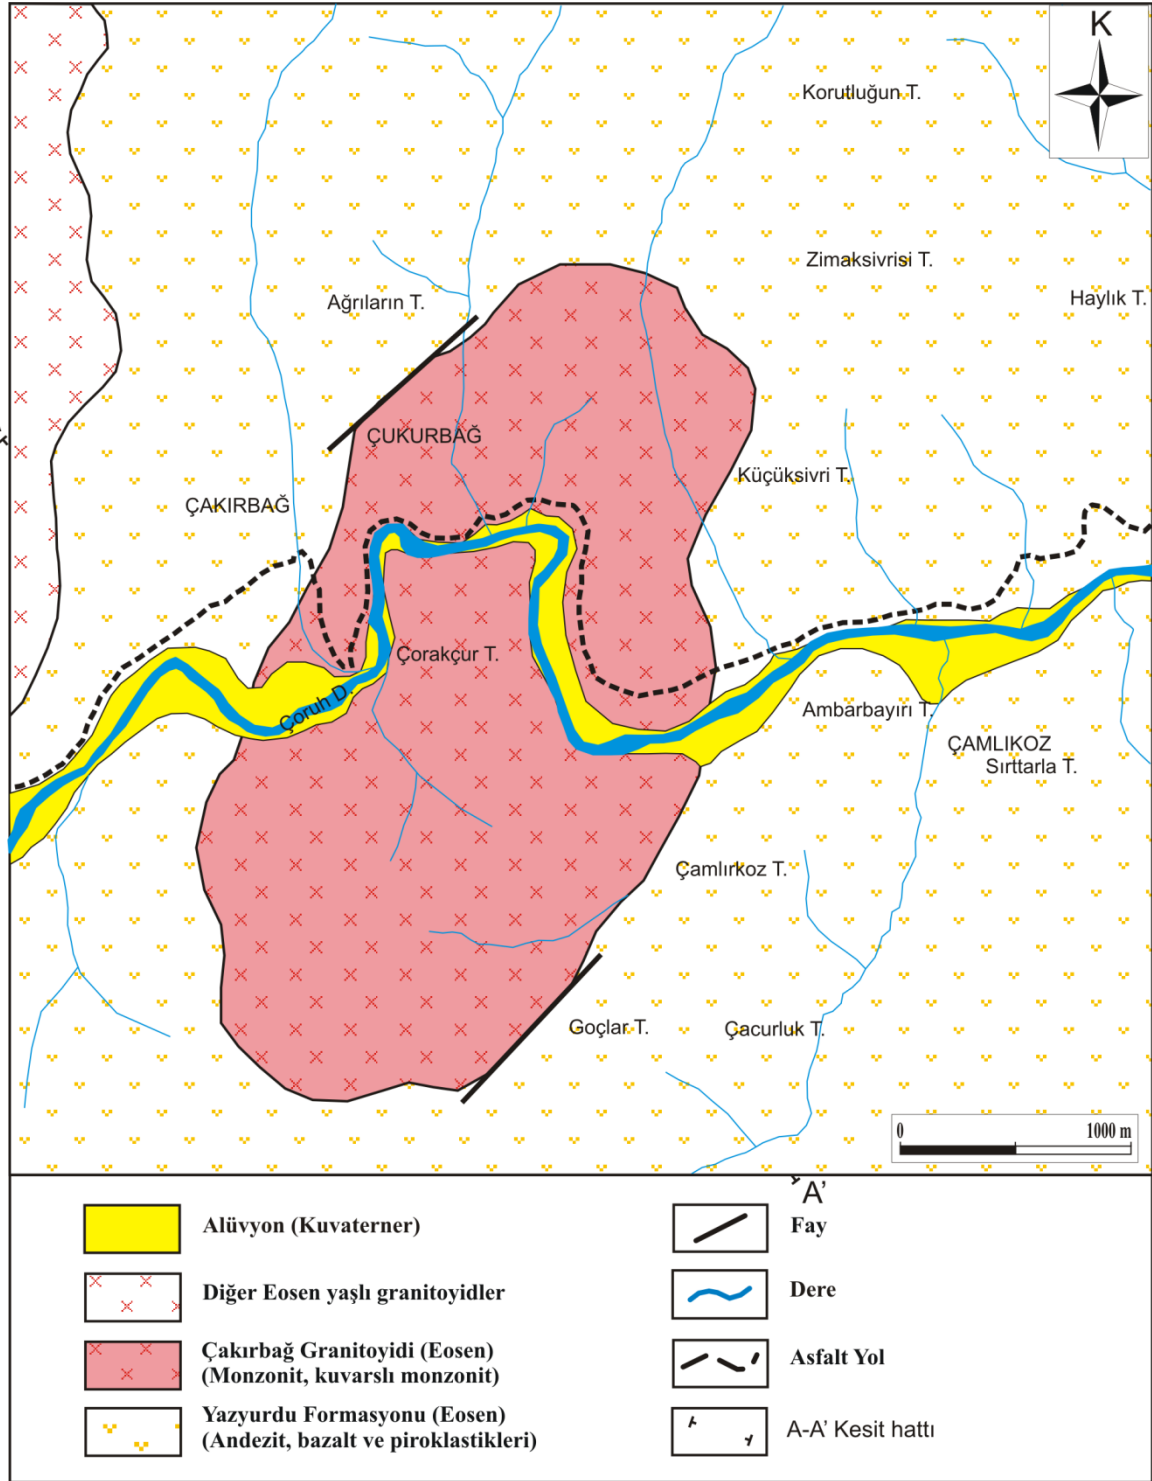 K
Korutluğun T.
Zimaksivrisi T.
Haylık T.
Ağrıların T.
ÇUKURBAĞ
Küçüksivri T.
ÇAKIRBAĞ
Çorakçur T.
Çoruh D.
Ambarbayırı T.
ÇAMLIKOZ
Sırttarla T.
Çamlırkoz T.
Goçlar T.
Çacurluk T.
0 1000 m
A'
Alüvyon (Kuvaterner)
Diğer Eosen yaşlı granitoyidler
Çakırbağ Granitoyidi (Eosen)
(Monzonit, kuvarslı monzonit)
Yazyurdu Formasyonu (Eosen)
(Andezit, bazalt ve piroklastikleri)
Fay
Dere
Asfalt Yol
A-A' Kesit hattı